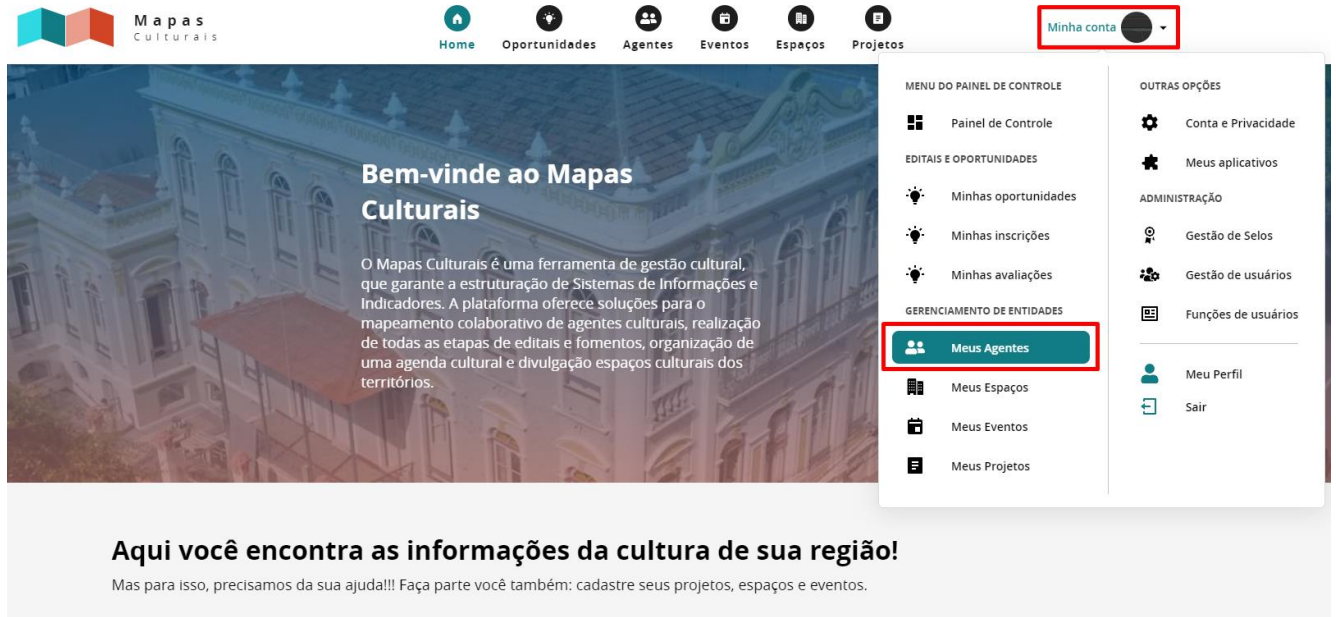 Mapas
Culturais
Home
Oportunidades
Agentes
Eventos
Espaços
Projetos
Minha conta
Bem-vinde ao Mapas
Culturais
O Mapas Culturais é uma ferramenta de gestão cultural,
que garante a estruturação de Sistemas de Informações e
Indicadores. A plataforma oferece soluções para o
mapeamento colaborativo de agentes culturais, realização
de todas as etapas de editais e fomentos, organização de
uma agenda cultural e divulgação espaços culturais dos
territórios.
MENU DO PAINEL DE CONTROLE
Painel de Controle
EDITAIS E OPORTUNIDADES
Minhas oportunidades
Minhas inscrições
Minhas avaliações
GERENCIAMENTO DE ENTIDADES
Meus Agentes
Meus Espaços
Meus Eventos
Meus Projetos
OUTRAS OPÇÕES
Conta e Privacidade
Meus aplicativos
ADMINISTRAÇÃO
Gestão de Selos
Gestão de usuários
Funções de usuários
Meu Perfil
Sair
Aqui você encontra as informações da cultura de sua região!
Mas para isso, precisamos da sua ajuda!!! Faça parte você também: cadastre seus projetos, espaços e eventos.